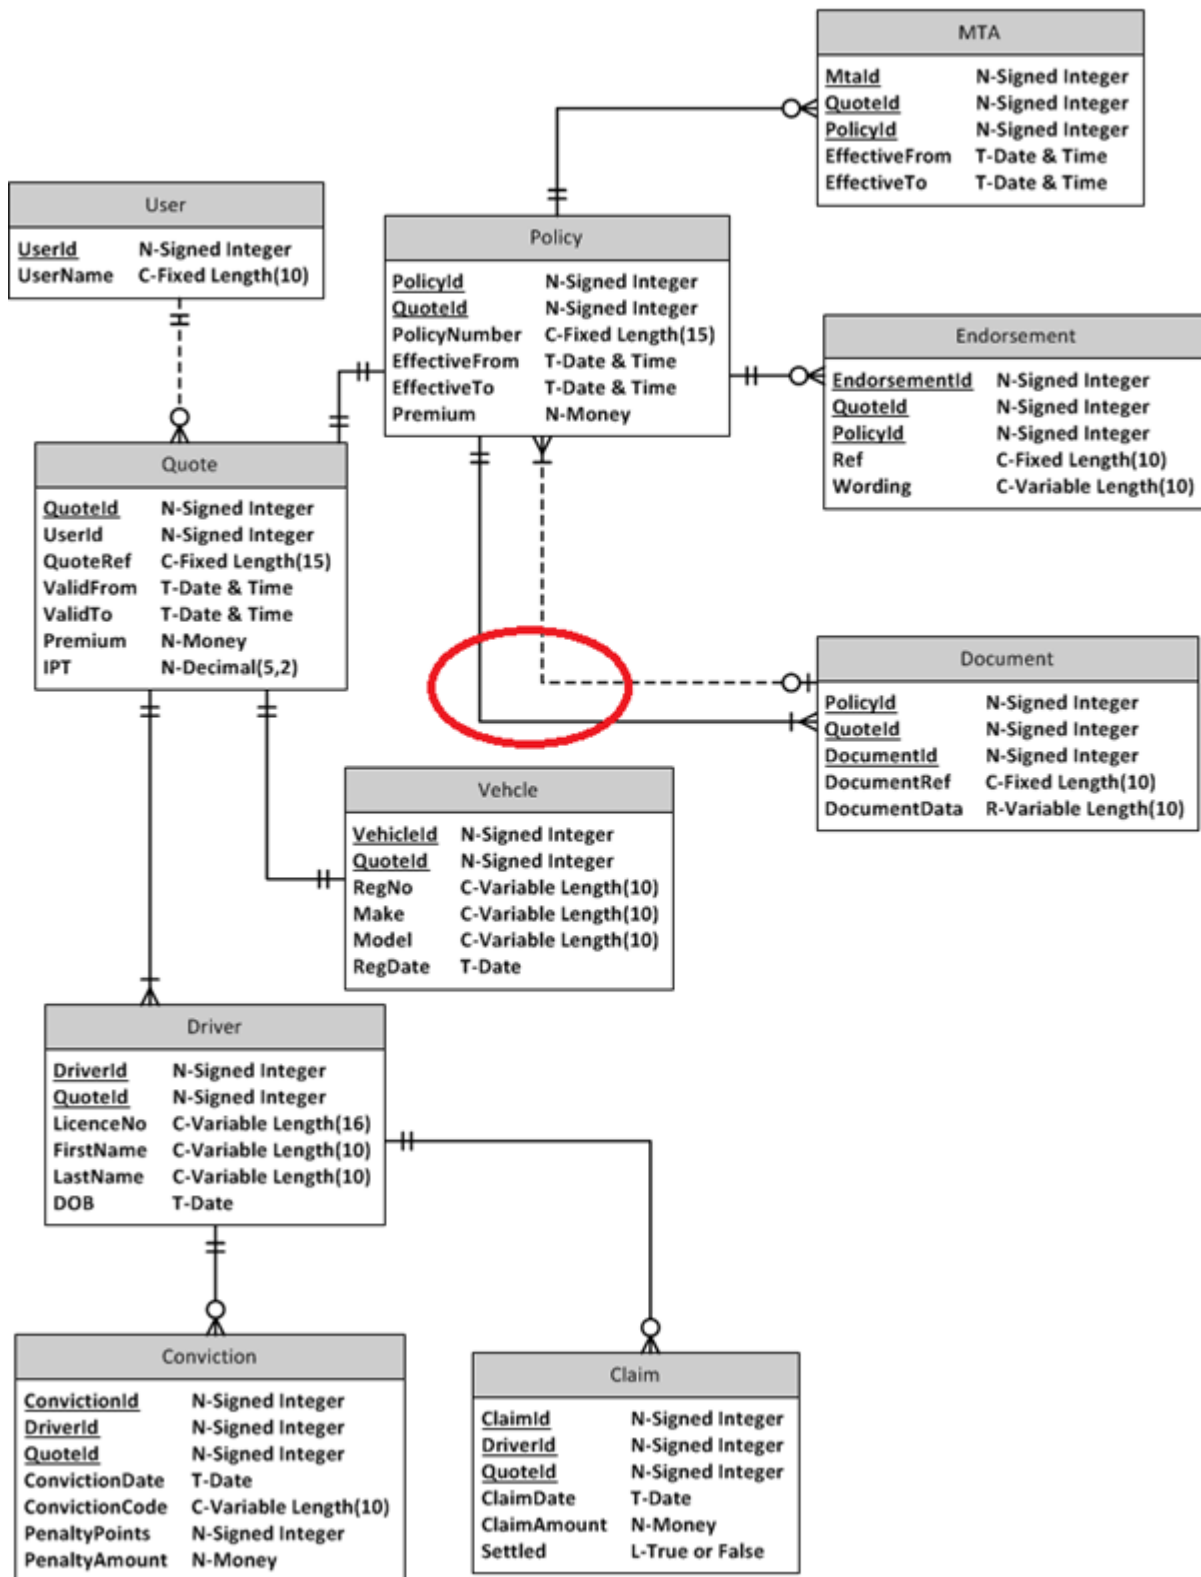 MTA
MtaId N-Signed Integer
QuoteId N-Signed Integer
PolicyId N-Signed Integer
EffectiveFrom T-Date & Time
EffectiveTo T-Date & Time
User
UserId N-Signed Integer
UserName C-Fixed Length(10)
Policy
PolicyId N-Signed Integer
QuoteId N-Signed Integer
PolicyNumber C-Fixed Length(15)
EffectiveFrom T-Date & Time
EffectiveTo T-Date & Time
Premium N-Money
Endorsement
EndorsementId N-Signed Integer
QuoteId N-Signed Integer
PolicyId N-Signed Integer
Ref C-Fixed Length(10)
Wording C-Variable Length(10)
Quote
QuoteId N-Signed Integer
UserId N-Signed Integer
QuoteRef C-Fixed Length(15)
ValidFrom T-Date & Time
ValidTo T-Date & Time
Premium N-Money
IPT N-Decimal(5,2)
Document
PolicyId N-Signed Integer
QuoteId N-Signed Integer
DocumentId N-Signed Integer
DocumentRef C-Fixed Length(10)
DocumentData R-Variable Length(10)
Vehcle
VehicleId N-Signed Integer
QuoteId N-Signed Integer
RegNo C-Variable Length(10)
Make C-Variable Length(10)
Model C-Variable Length(10)
RegDate T-Date
Driver
DriverId N-Signed Integer
QuoteId N-Signed Integer
LicenceNo C-Variable Length(16)
FirstName C-Variable Length(10)
LastName C-Variable Length(10)
DOB T-Date
Conviction
ConvictionId N-Signed Integer
DriverId N-Signed Integer
QuoteId N-Signed Integer
ConvictionDate T-Date
ConvictionCode C-Variable Length(10)
PenaltyPoints N-Signed Integer
PenaltyAmount N-Money
Claim
ClaimId N-Signed Integer
DriverId N-Signed Integer
QuoteId N-Signed Integer
ClaimDate T-Date
ClaimAmount N-Money
Settled L-True or False